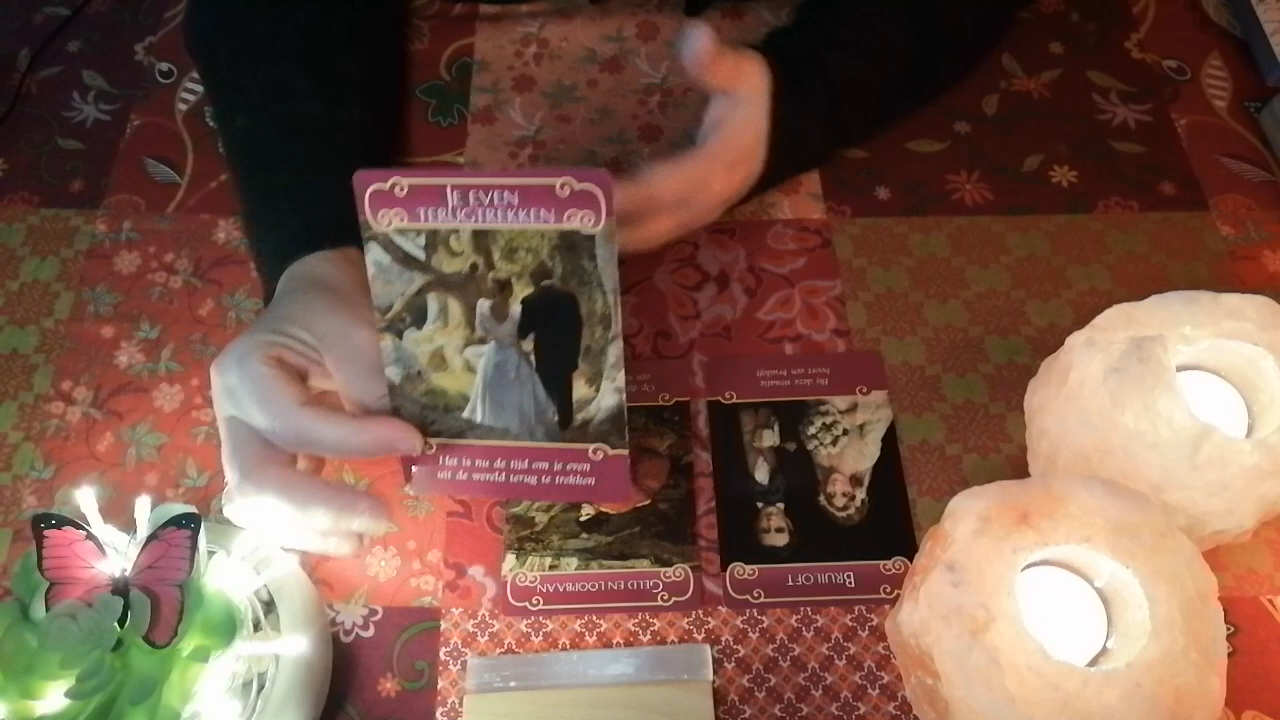 JE EVEN
TERUGTREKKEN
Het is nu de tijd om je even
uit de wereld terug te trekken
Op
GELD EN LOOPBAAN
Bij deze situatie
hoort een bruiloft
BRUILOFT